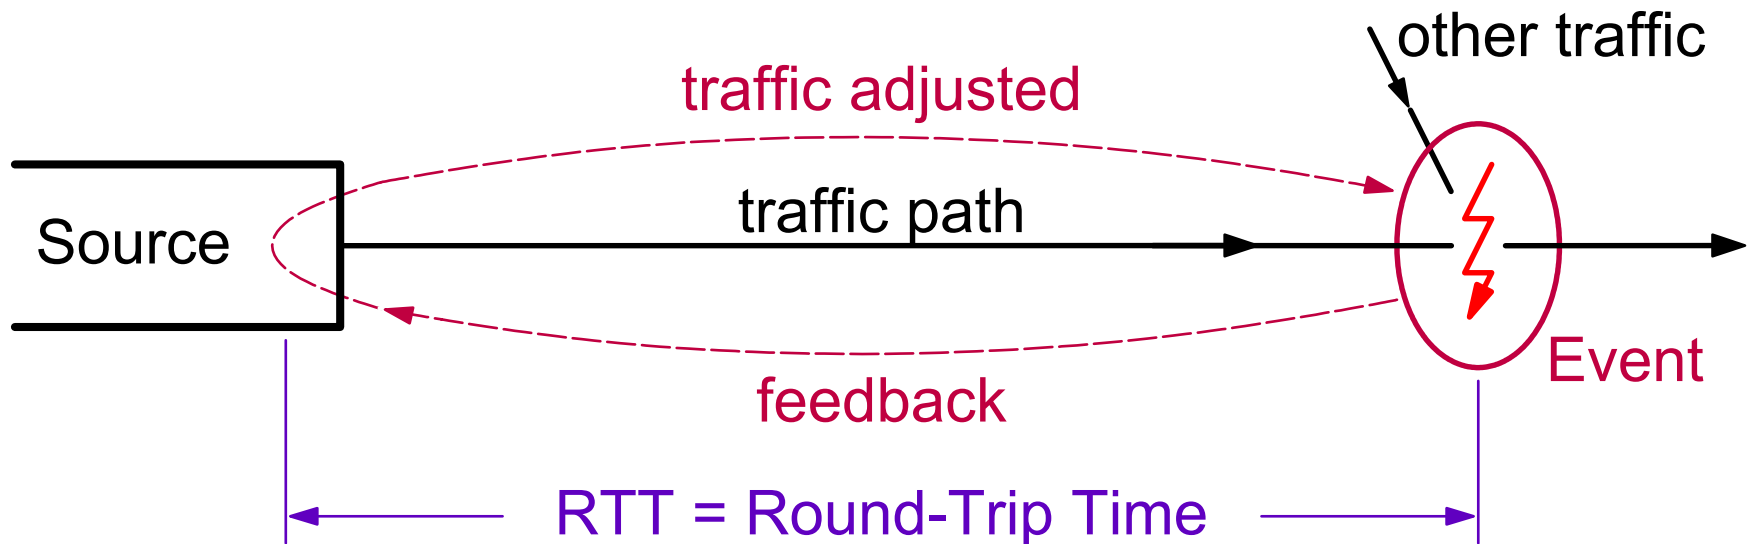 other traffic
traffic adjusted
traffic path
Source
Event
feedback
RTT = Round-Trip Time